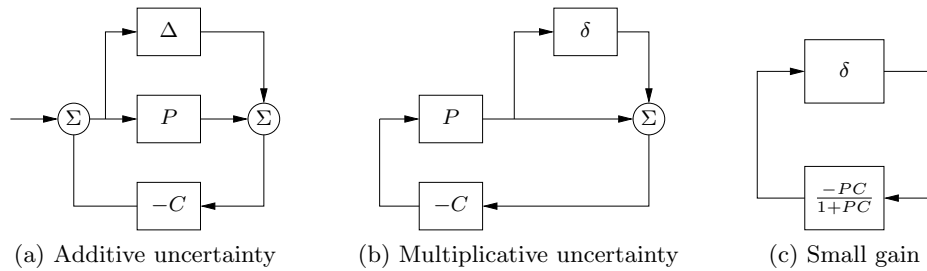 Δ
δ
δ
Σ P Σ
P Σ
−C
−C
−PC
1+PC
(a) Additive uncertainty
(b) Multiplicative uncertainty
(c) Small gain